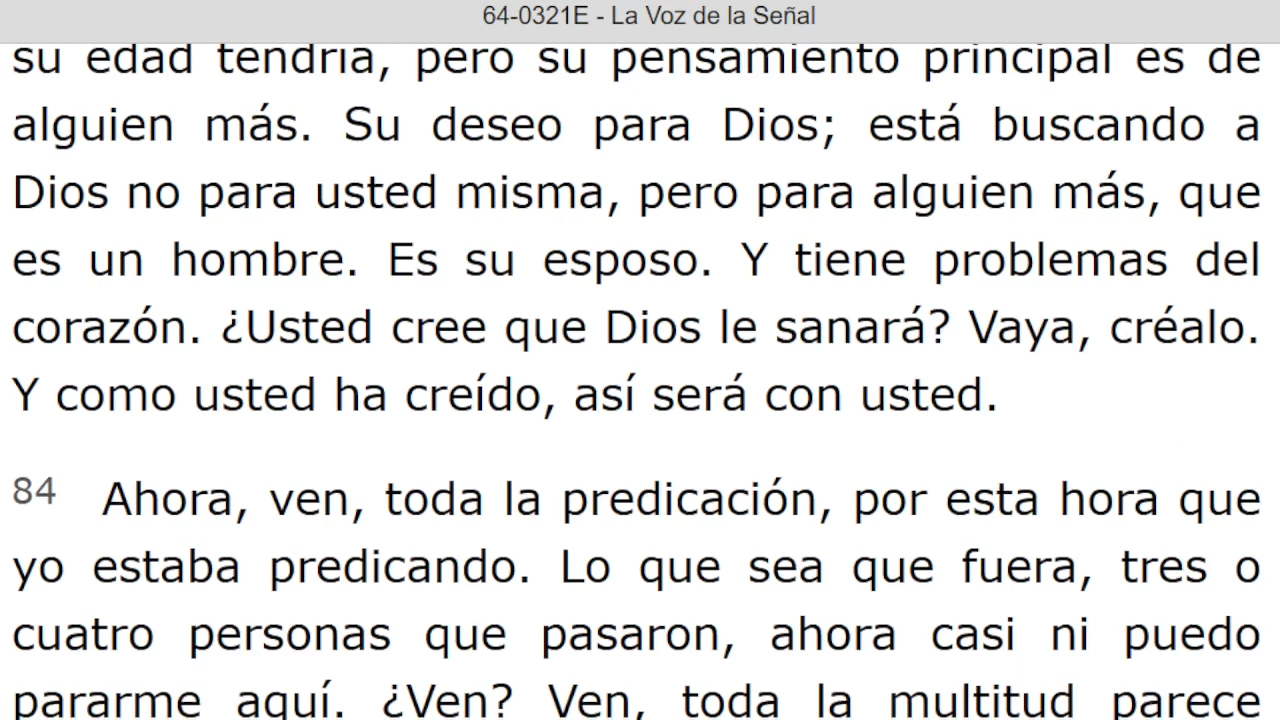 64-0321E - La Voz de la Señal
su edad tendría, pero su pensamiento principal es de
alguien más. Su deseo para Dios; está buscando a
Dios no para usted misma, pero para alguien más, que
es un hombre. Es su esposo. Y tiene problemas del
corazón. ¿Usted cree que Dios le sanará? Vaya, créalo.
Y como usted ha creído, así será con usted.
84 Ahora, ven, toda la predicación, por esta hora que
yo estaba predicando. Lo que sea que fuera, tres o
cuatro personas que pasaron, ahora casi ni puedo
pararme aquí. ¿Ven? Ven, toda la multitud parece